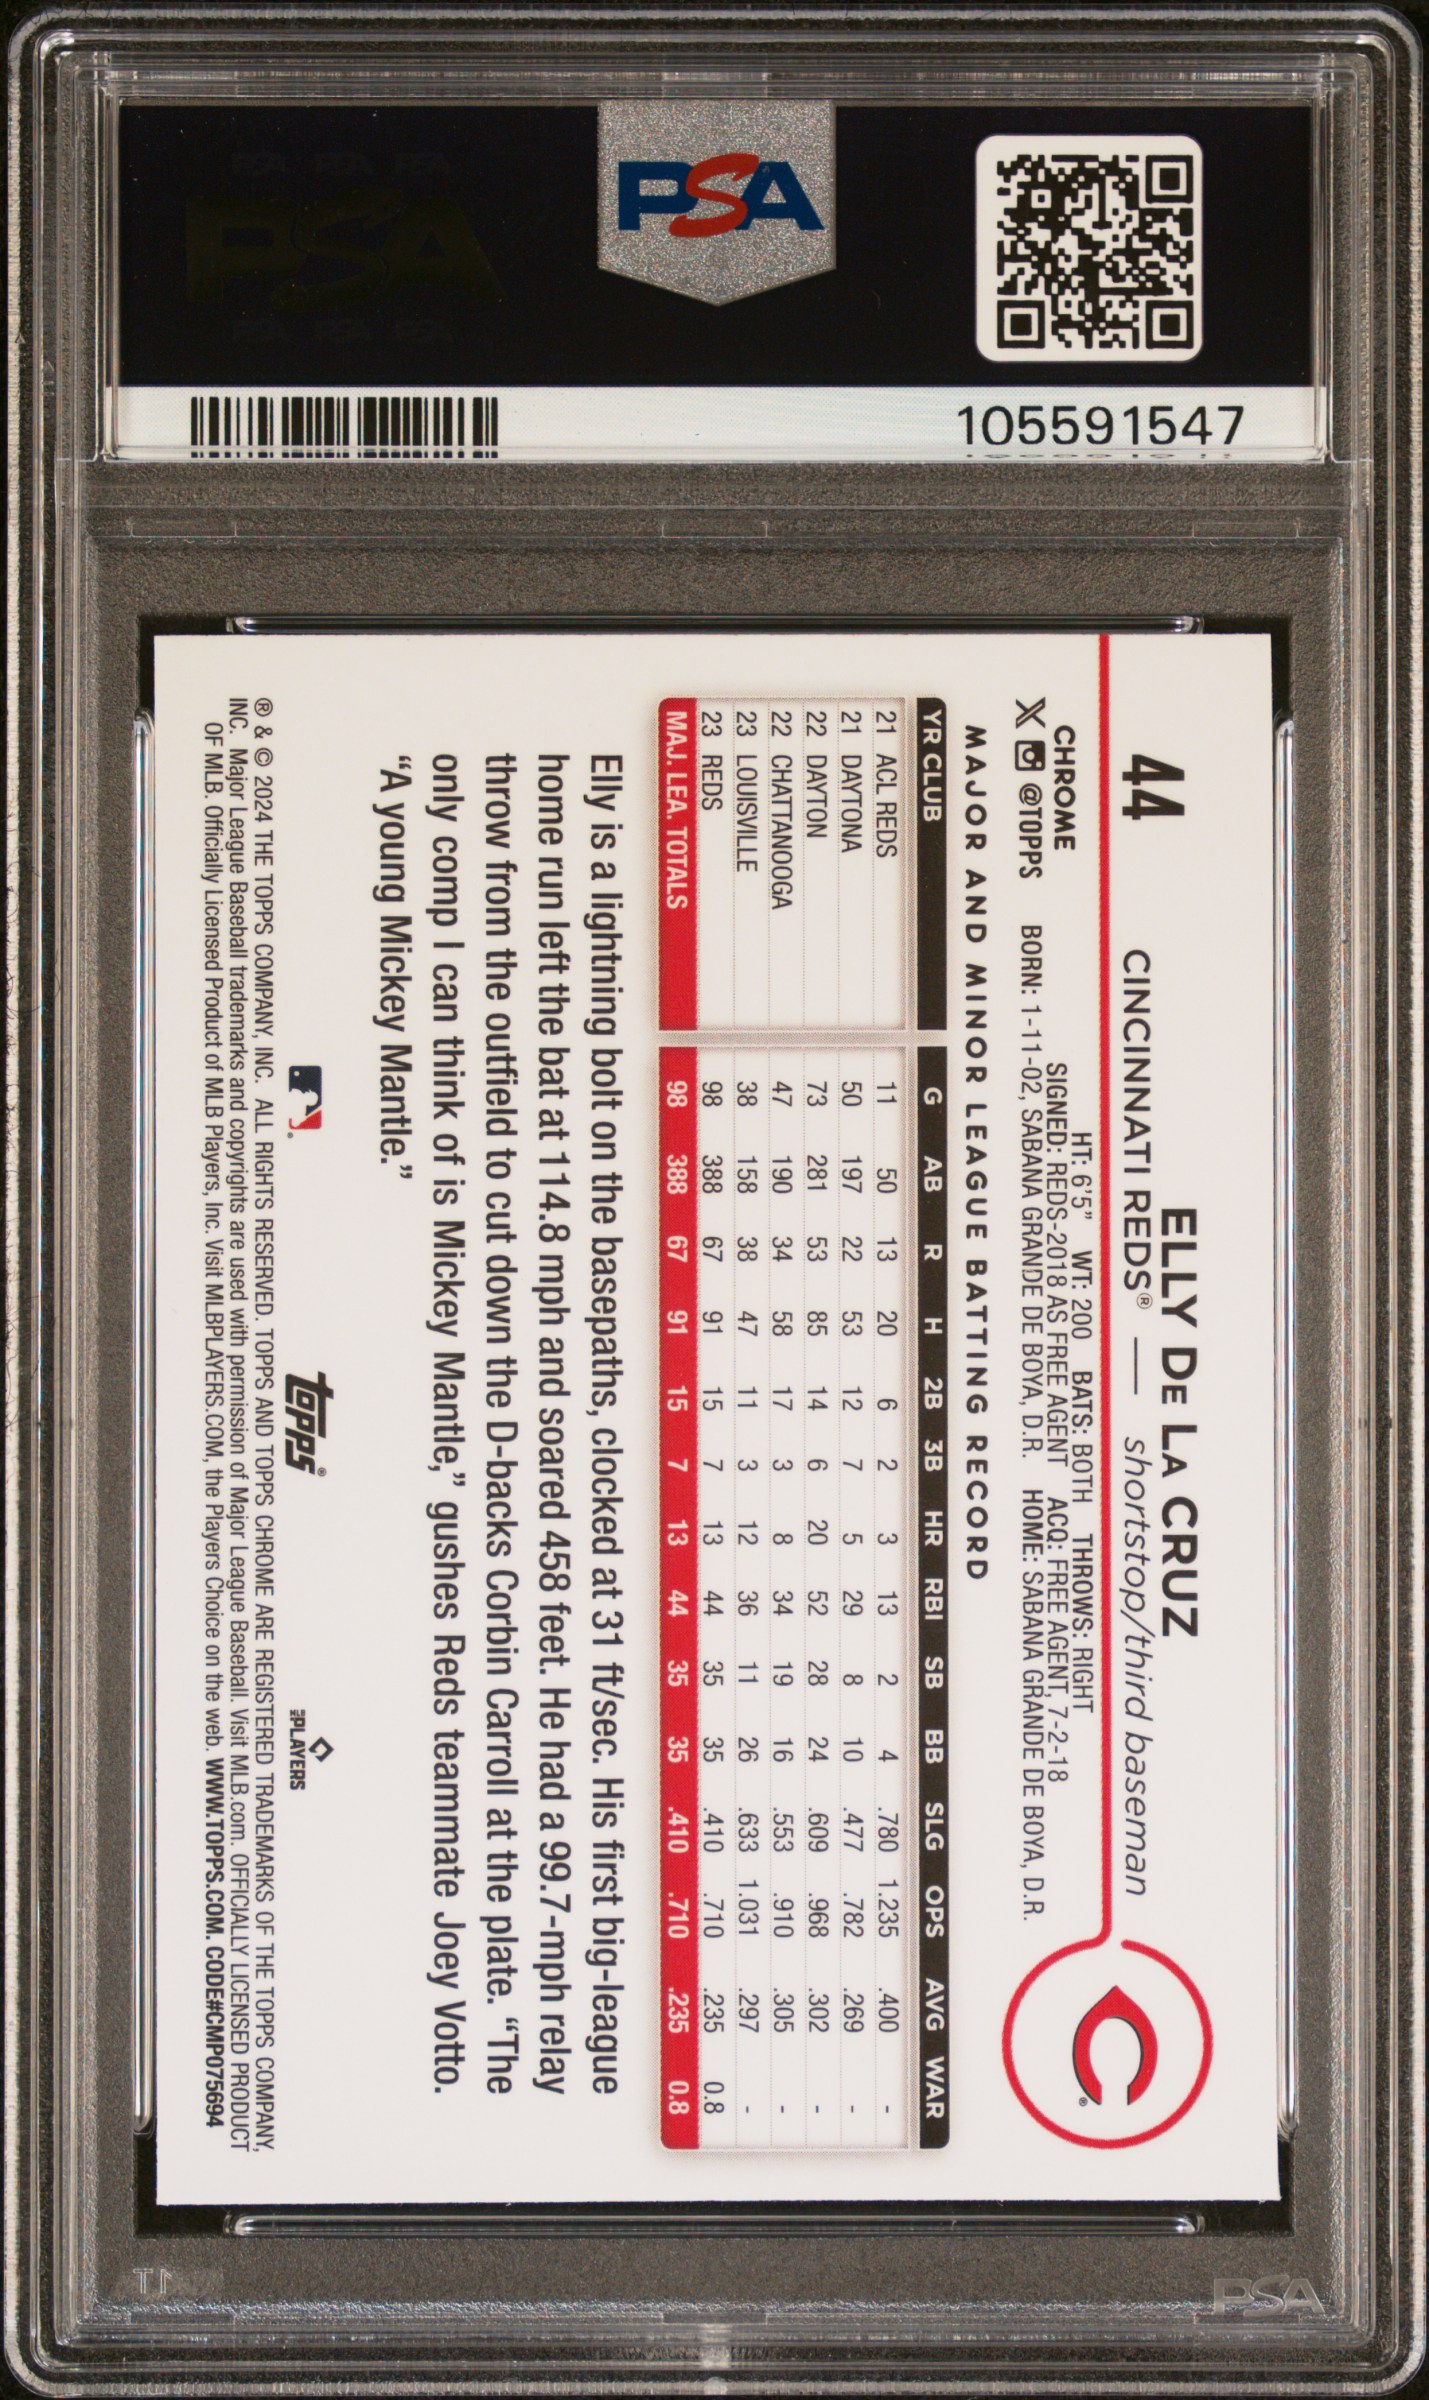 PSA
105591547
44
ELLY DE LA CRUZ
CINCINNATI REDS® — shortstop/third baseman
CHROME
X @TOPPS
HT: 6'5" WT: 200 BATS: BOTH THROWS: RIGHT
SIGNED: REDS-2018 AS FREE AGENT ACQ: FREE AGENT, 7-2-18
BORN: 1-11-02, SABANA GRANDE DE BOYA, D.R. HOME: SABANA GRANDE DE BOYA, D.R.
C®
MAJOR AND MINOR LEAGUE BATTING RECORD
YR CLUB G AB R H 2B 3B HR RBI SB BB SLG OPS AVG WAR
21 ACL REDS 11 50 13 20 6 2 3 13 2 4 .780 1.235 .400 -
21 DAYTONA 50 197 22 53 12 7 5 29 8 10 .477 .782 .269 -
22 DAYTON 73 281 53 85 14 6 20 52 28 24 .609 .968 .302 -
22 CHATTANOOGA 47 190 34 58 17 3 8 34 19 16 .553 .910 .305 -
23 LOUISVILLE 38 158 38 47 11 3 12 36 11 26 .633 1.031 .297 -
23 REDS 98 388 67 91 15 7 13 44 35 35 .410 .710 .235 0.8
MAJ. LEA. TOTALS 98 388 67 91 15 7 13 44 35 35 .410 .710 .235 0.8
Elly is a lightning bolt on the basepaths, clocked at 31 ft/sec. His first big-league
home run left the bat at 114.8 mph and soared 458 feet. He had a 99.7-mph relay
throw from the outfield to cut down the D-backs Corbin Carroll at the plate. “The
only comp I can think of is Mickey Mantle,” gushes Reds teammate Joey Votto.
“A young Mickey Mantle.”
topps®
PLAYERS
® & © 2024 THE TOPPS COMPANY, INC. ALL RIGHTS RESERVED. TOPPS AND TOPPS CHROME ARE REGISTERED TRADEMARKS OF THE TOPPS COMPANY,
INC. Major League Baseball trademarks and copyrights are used with permission of Major League Baseball. Visit MLB.com. OFFICIALLY LICENSED PRODUCT
OF MLB. Officially Licensed Product of MLB Players, Inc. Visit MLBPLAYERS.COM, the Players Choice on the web. WWW.TOPPS.COM. CODE#CMP075694
PSA